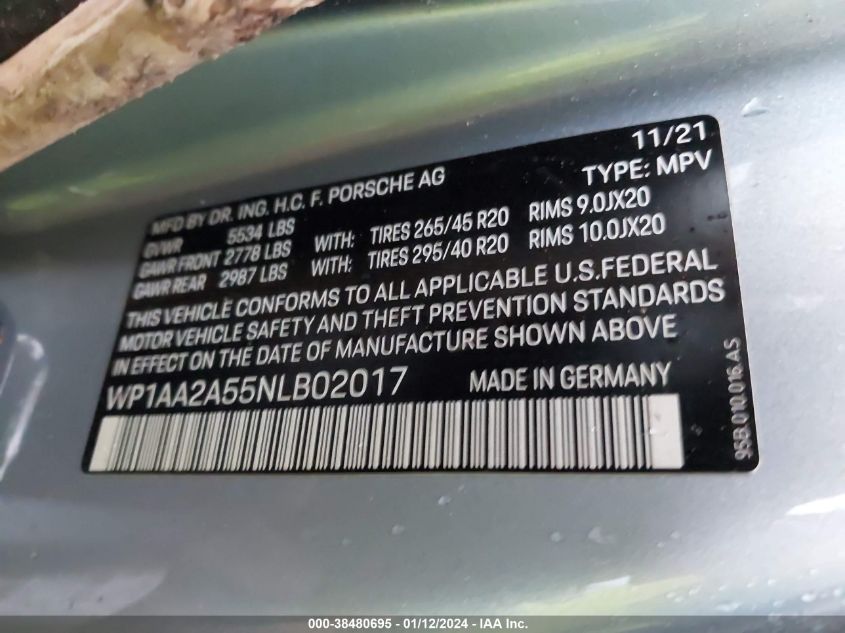 11/21
MFD BY DR. ING. H.C. F. PORSCHE AG TYPE: MPV
GVWR 5534 LBS
GAWR FRONT 2778 LBS WITH: TIRES 265/45 R20 RIMS 9.0JX20
GAWR REAR 2987 LBS WITH: TIRES 295/40 R20 RIMS 10.0JX20
THIS VEHICLE CONFORMS TO ALL APPLICABLE U.S.FEDERAL
MOTOR VEHICLE SAFETY AND THEFT PREVENTION STANDARDS
IN EFFECT ON THE DATE OF MANUFACTURE SHOWN ABOVE
WP1AA2A55NLB02017 MADE IN GERMANY
95B.010.016.AS
000-38480695 - 01/12/2024 - IAA Inc.